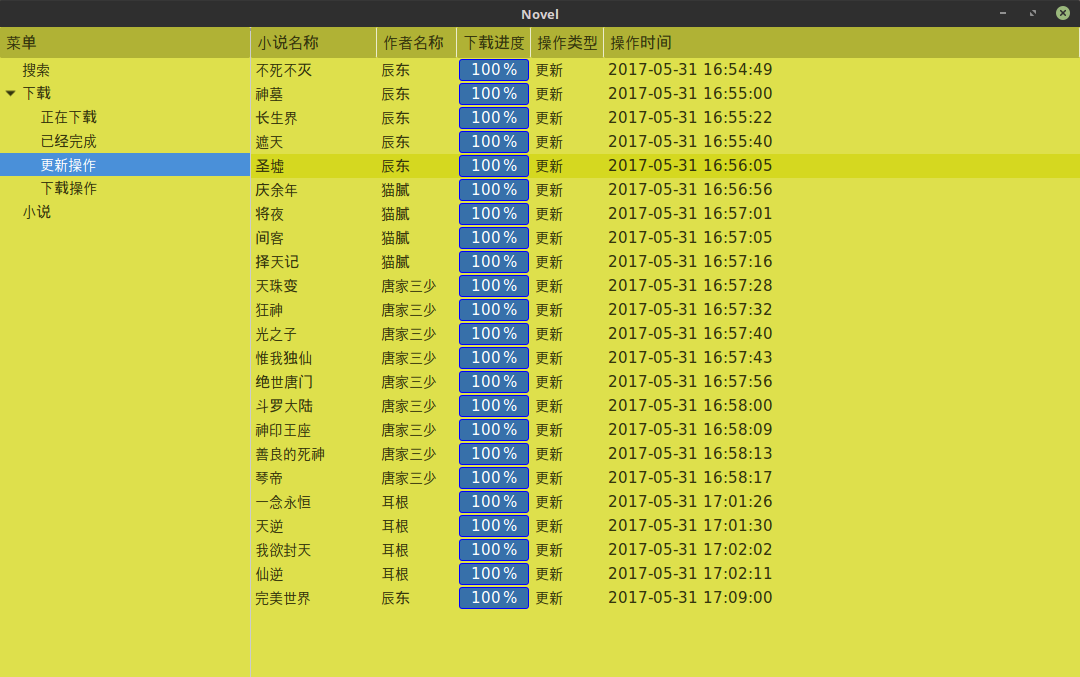 Novel
菜单 小说名称 作者名称 下载进度 操作类型 操作时间
搜索 不死不灭 辰东 100% 更新 2017-05-31 16:54:49
下载 神墓 辰东 100% 更新 2017-05-31 16:55:00
正在下载 长生界 辰东 100% 更新 2017-05-31 16:55:22
已经完成 遮天 辰东 100% 更新 2017-05-31 16:55:40
更新操作 圣墟 辰东 100% 更新 2017-05-31 16:56:05
下载操作 庆余年 猫腻 100% 更新 2017-05-31 16:56:56
小说 将夜 猫腻 100% 更新 2017-05-31 16:57:01
间客 猫腻 100% 更新 2017-05-31 16:57:05
择天记 猫腻 100% 更新 2017-05-31 16:57:16
天珠变 唐家三少 100% 更新 2017-05-31 16:57:28
狂神 唐家三少 100% 更新 2017-05-31 16:57:32
光之子 唐家三少 100% 更新 2017-05-31 16:57:40
惟我独仙 唐家三少 100% 更新 2017-05-31 16:57:43
绝世唐门 唐家三少 100% 更新 2017-05-31 16:57:56
斗罗大陆 唐家三少 100% 更新 2017-05-31 16:58:00
神印王座 唐家三少 100% 更新 2017-05-31 16:58:09
善良的死神 唐家三少 100% 更新 2017-05-31 16:58:13
琴帝 唐家三少 100% 更新 2017-05-31 16:58:17
一念永恒 耳根 100% 更新 2017-05-31 17:01:26
天逆 耳根 100% 更新 2017-05-31 17:01:30
我欲封天 耳根 100% 更新 2017-05-31 17:02:02
仙逆 耳根 100% 更新 2017-05-31 17:02:11
完美世界 辰东 100% 更新 2017-05-31 17:09:00